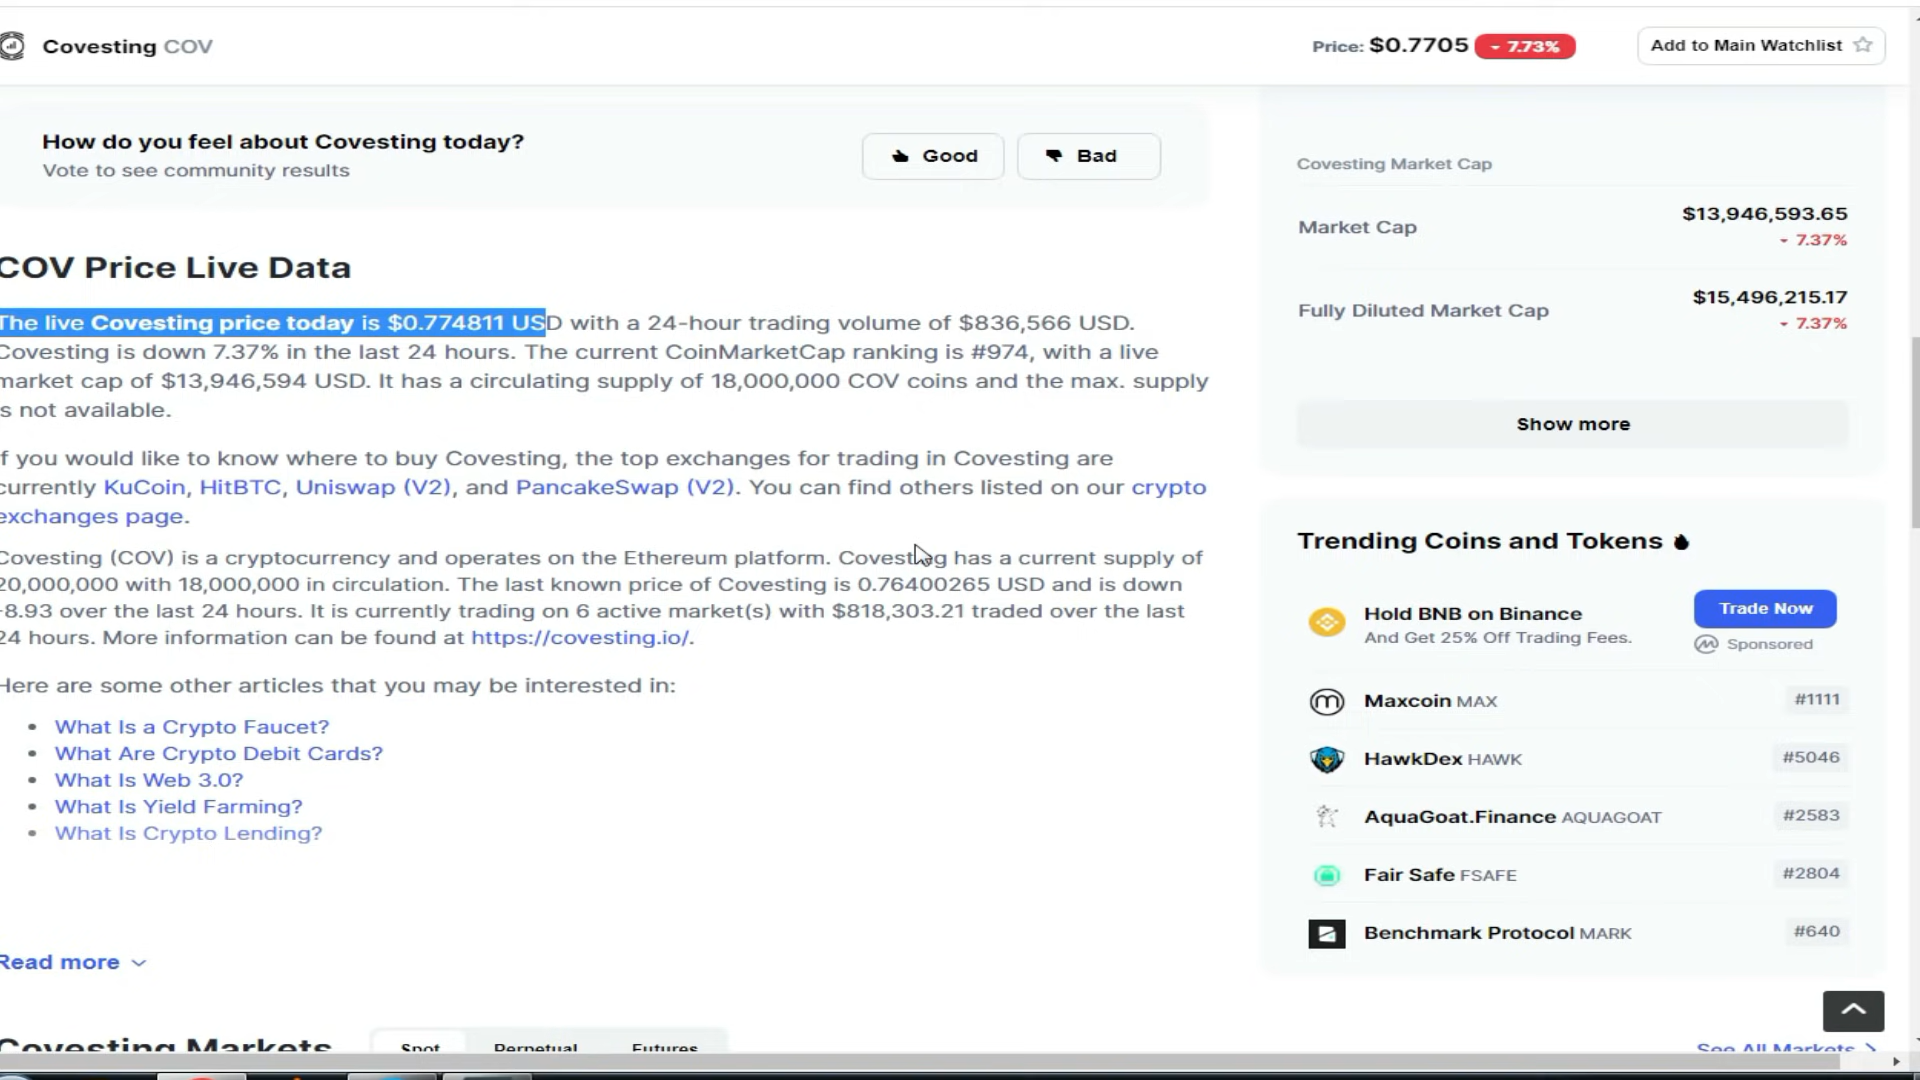 Covesting COV
Price: $0.7705 7.73%
Add to Main Watchlist
How do you feel about Covesting today?
Vote to see community results
Good
Bad
COV Price Live Data
The live Covesting price today is $0.774811 USD with a 24-hour trading volume of $836,566 USD.
Covesting is down 7.37% in the last 24 hours. The current CoinMarketCap ranking is #974, with a live
market cap of $13,946,594 USD. It has a circulating supply of 18,000,000 COV coins and the max. supply
is not available.
If you would like to know where to buy Covesting, the top exchanges for trading in Covesting are
currently KuCoin, HitBTC, Uniswap (V2), and PancakeSwap (V2). You can find others listed on our crypto
exchanges page.
Covesting (COV) is a cryptocurrency and operates on the Ethereum platform. Covesting has a current supply of
20,000,000 with 18,000,000 in circulation. The last known price of Covesting is 0.76400265 USD and is down
-8.93 over the last 24 hours. It is currently trading on 6 active market(s) with $818,303.21 traded over the last
24 hours. More information can be found at https://covesting.io/.
Here are some other articles that you may be interested in:
• What Is a Crypto Faucet?
• What Are Crypto Debit Cards?
• What Is Web 3.0?
• What Is Yield Farming?
• What Is Crypto Lending?
Read more
Covesting Markets
Spot
Perpetual
Futures
See All Markets
Covesting Market Cap
Market Cap
$13,946,593.65
7.37%
Fully Diluted Market Cap
$15,496,215.17
7.37%
Show more
Trending Coins and Tokens
Hold BNB on Binance
And Get 25% Off Trading Fees.
Trade Now
Sponsored
Maxcoin MAX
#1111
HawkDex HAWK
#5046
AquaGoat.Finance AQUAGOAT
#2583
Fair Safe FSAFE
#2804
Benchmark Protocol MARK
#640